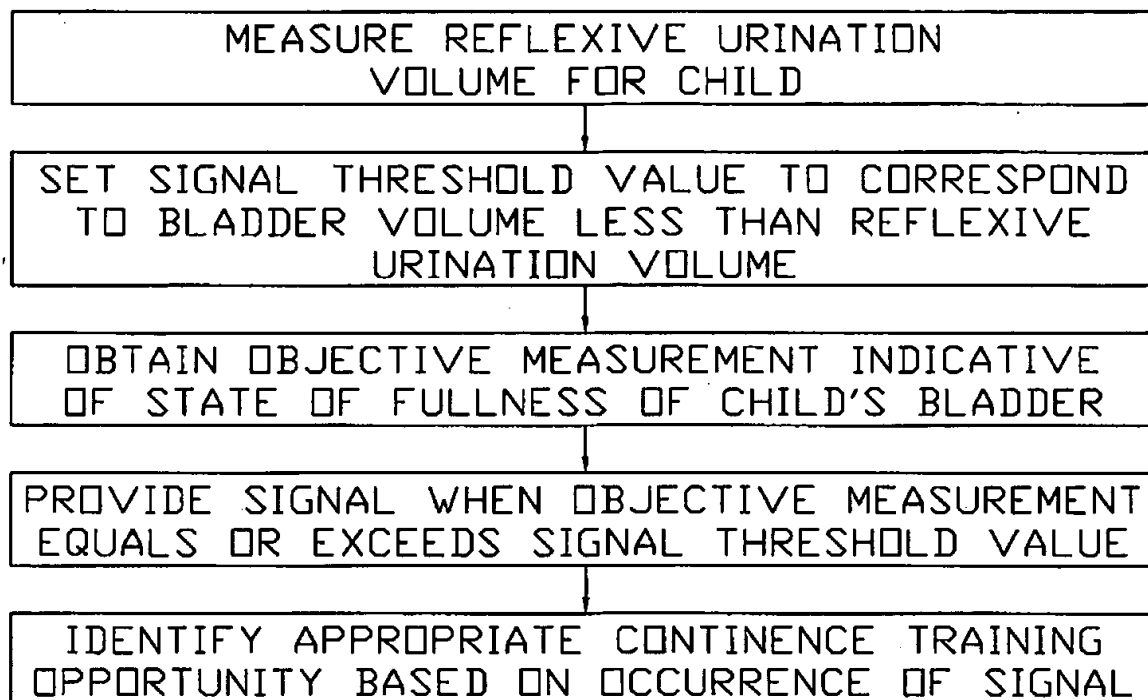 MEASURE REFLEXIVE URINATION
VOLUME FOR CHILD
SET SIGNAL THRESHOLD VALUE TO CORRESPOND
TO BLADDER VOLUME LESS THAN REFLEXIVE
URINATION VOLUME
OBTAIN OBJECTIVE MEASUREMENT INDICATIVE
OF STATE OF FULLNESS OF CHILD'S BLADDER
PROVIDE SIGNAL WHEN OBJECTIVE MEASUREMENT
EQUALS OR EXCEEDS SIGNAL THRESHOLD VALUE
IDENTIFY APPROPRIATE CONTINENCE TRAINING
OPPORTUNITY BASED ON OCCURRENCE OF SIGNAL